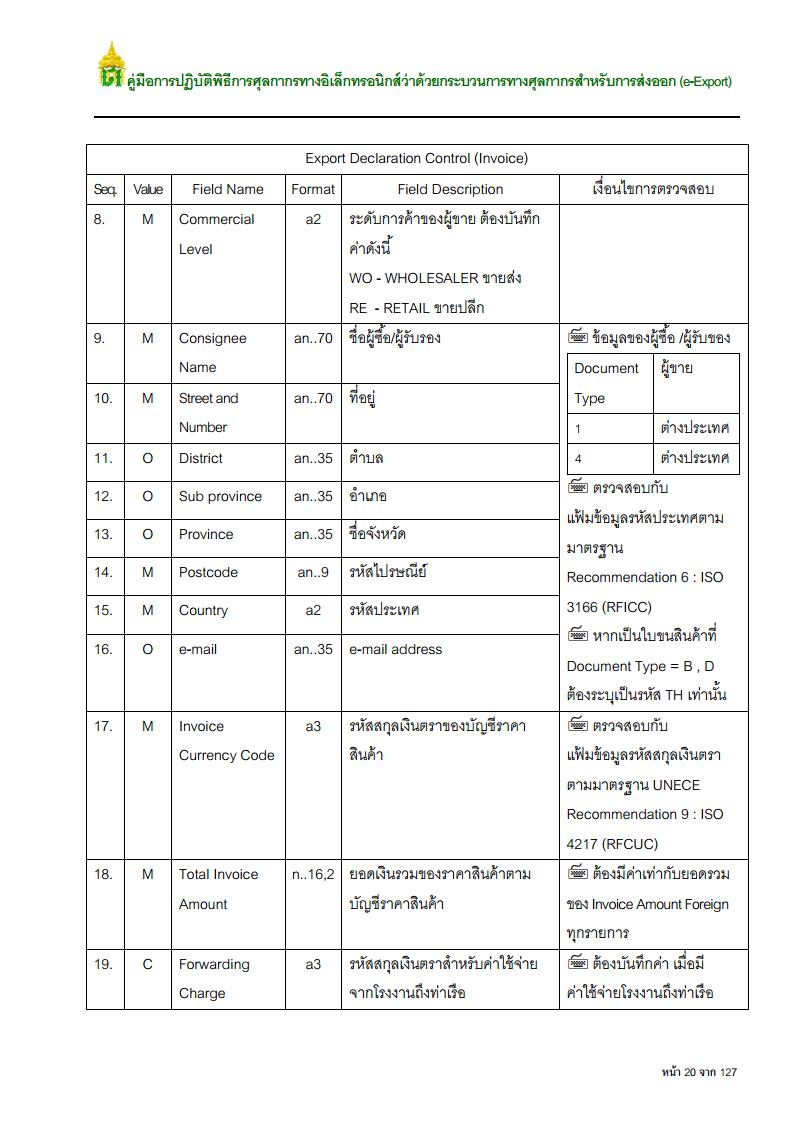 คู่มือการปฏิบัติพิธีการศุลกากรทางอิเล็กทรอนิกส์ว่าด้วยกระบวนการทางศุลกากรสำหรับการส่งออก (e-Export)
Export Declaration Control (Invoice)
Seq. Value Field Name Format Field Description เงื่อนไขการตรวจสอบ
8. M Commercial a2 ระดับการค้าของผู้ขาย ต้องบันทึก
Level ค่าดังนี้
WO - WHOLESALER ขายส่ง
RE - RETAIL ขายปลีก
9. M Consignee an..70 ชื่อผู้ซื้อ/ผู้รับรอง
Name
10. M Street and an..70 ที่อยู่
Number
11. O District an..35 ตำบล
12. O Sub province an..35 อำเภอ
13. O Province an..35 ชื่อจังหวัด
14. M Postcode an..9 รหัสไปรษณีย์
15. M Country a2 รหัสประเทศ
16. O e-mail an..35 e-mail address
ข้อมูลของผู้ซื้อ /ผู้รับของ
Document ผู้ขาย
Type
1 ต่างประเทศ
4 ต่างประเทศ
ตรวจสอบกับ
แฟ้มข้อมูลรหัสประเทศตาม
มาตรฐาน
Recommendation 6 : ISO
3166 (RFICC)
หากเป็นใบขนสินค้าที่
Document Type = B , D
ต้องระบุเป็นรหัส TH เท่านั้น
17. M Invoice a3 รหัสสกุลเงินตราของบัญชีราคา ตรวจสอบกับ
Currency Code สินค้า แฟ้มข้อมูลรหัสสกุลเงินตรา
ตามมาตรฐาน UNECE
Recommendation 9 : ISO
4217 (RFCUC)
18. M Total Invoice n..16,2 ยอดเงินรวมของราคาสินค้าตาม ต้องมีค่าเท่ากับยอดรวม
Amount บัญชีราคาสินค้า ของ Invoice Amount Foreign
ทุกรายการ
19. C Forwarding a3 รหัสสกุลเงินตราสำหรับค่าใช้จ่าย ต้องบันทึกค่า เมื่อมี
Charge จากโรงงานถึงท่าเรือ ค่าใช้จ่ายโรงงานถึงท่าเรือ
หน้า 20 จาก 127